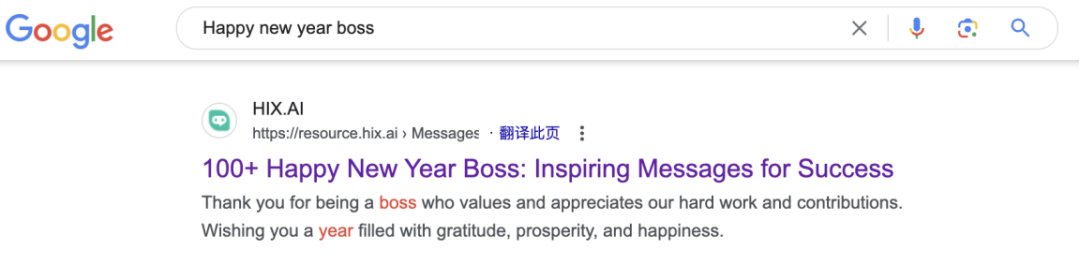 Google
Happy new year boss
HIX.AI
https://resource.hix.ai › Messages · 翻译此页
100+ Happy New Year Boss: Inspiring Messages for Success
Thank you for being a boss who values and appreciates our hard work and contributions.
Wishing you a year filled with gratitude, prosperity, and happiness.